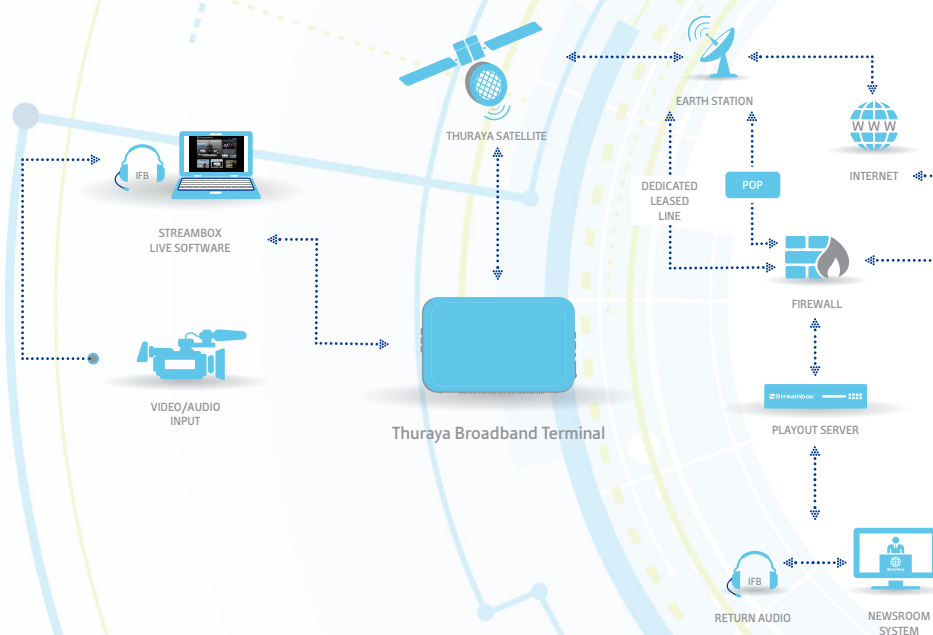 EARTH STATION
THURAYA SATELLITE
WWW
INTERNET
IFB
DEDICATED
LEASED
LINE
POP
STREAMBOX
LIVE SOFTWARE
FIREWALL
VIDEO/AUDIO
INPUT
Streambox
Thuraya Broadband Terminal
PLAYOUT SERVER
IFB
RETURN AUDIO
NEWSROOM
SYSTEM